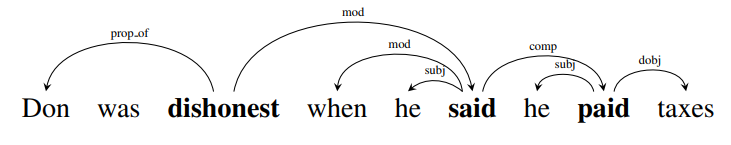 mod
prop_of
mod
comp
subj
subj
dobj
Don was dishonest when he said he paid taxes